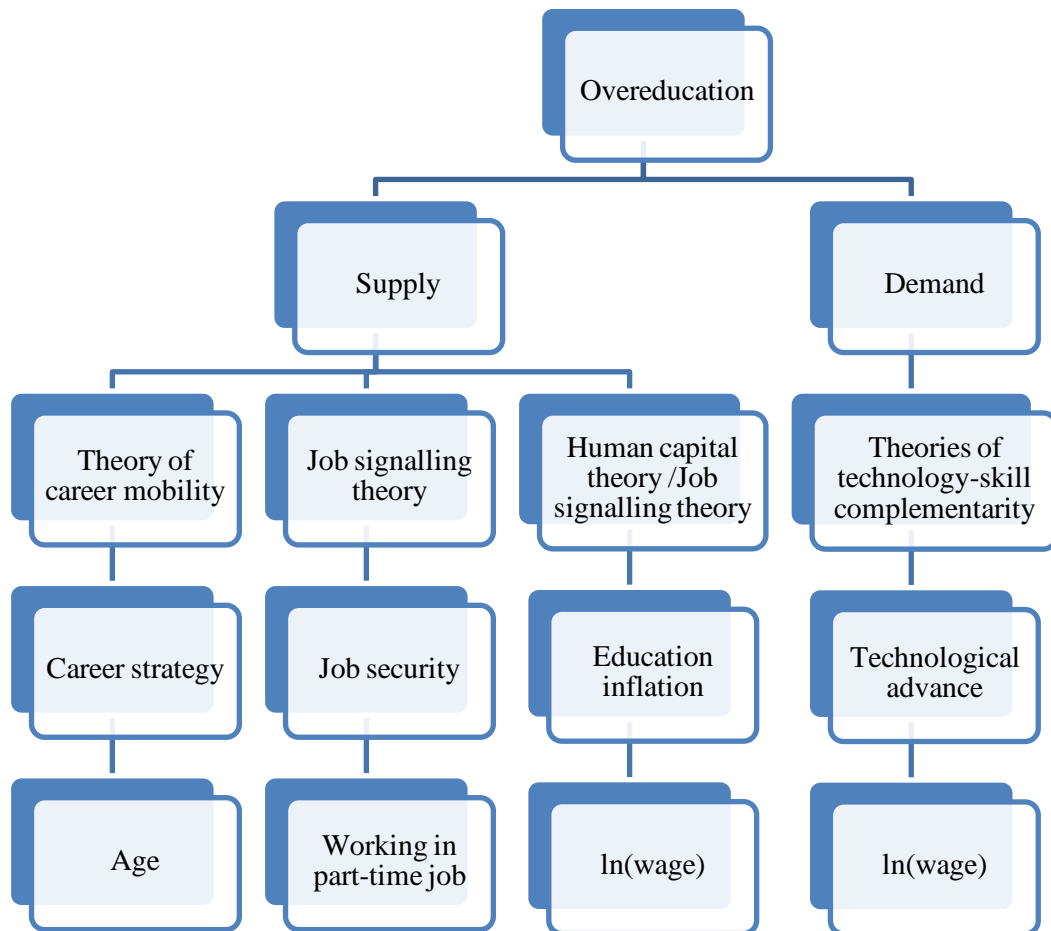 Overeducation
Supply
Demand
Theory of
career mobility
Job signalling
theory
Human capital
theory /Job
signalling theory
Theories of
technology-skill
complementarity
Career strategy
Job security
Education
inflation
Technological
advance
Age
Working in
part-time job
ln(wage)
ln(wage)